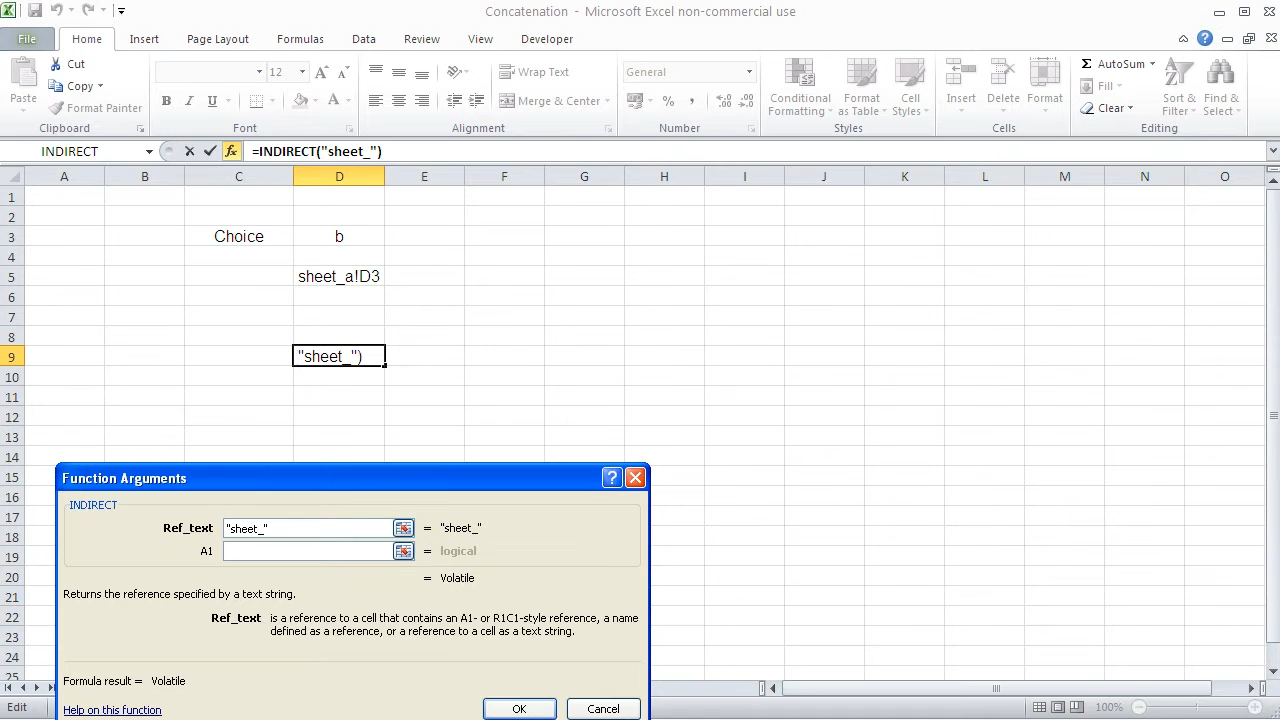 Concatenation - Microsoft Excel non-commercial use
File Home Insert Page Layout Formulas Data Review View Developer
Paste
Cut
Copy
Format Painter
Clipboard
12
B I U
A
Font
Wrap Text
Merge & Center
Alignment
General
%
,
Number
Conditional Formatting
Format as Table
Cell Styles
Styles
Insert
Delete
Format
Cells
AutoSum
Fill
Clear
Sort & Filter
Find & Select
Editing
INDIRECT
fx
=INDIRECT("sheet_")
A B C D E F G H I J K L M N O
1
2
3 Choice b
4
5 sheet_a!D3
6
7
8
9 "sheet_")
10
11
12
13
14
15
16
17
18
19
20
21
22
23
24
25
Function Arguments
INDIRECT
Ref_text "sheet_" = "sheet_"
A1 = logical
= Volatile
Returns the reference specified by a text string.
Ref_text is a reference to a cell that contains an A1- or R1C1-style reference, a name
defined as a reference, or a reference to a cell as a text string.
Formula result = Volatile
Help on this function
OK Cancel
Edit
100%